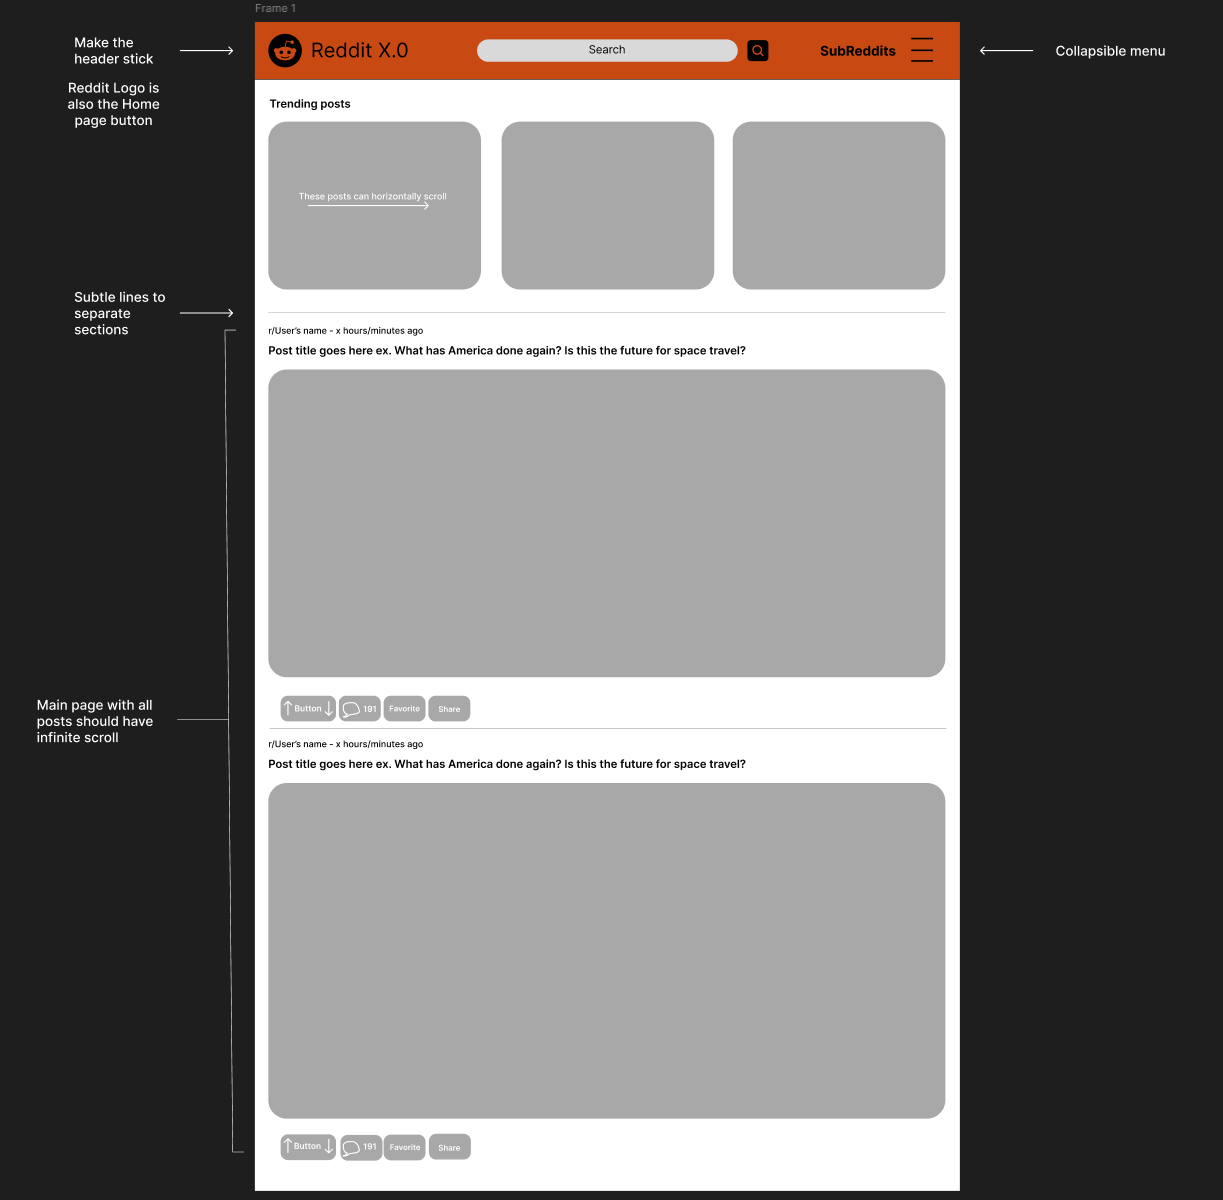 Frame 1
Make the
header stick
Reddit Logo is
also the Home
page button
Reddit X.0
Search
SubReddits
Collapsible menu
Trending posts
These posts can horizontally scroll
Subtle lines to
separate
sections
r/User's name - x hours/minutes ago
Post title goes here ex. What has America done again? Is this the future for space travel?
Main page with all
posts should have
infinite scroll
Button
191
Favorite
Share
r/User's name - x hours/minutes ago
Post title goes here ex. What has America done again? Is this the future for space travel?
Button
191
Favorite
Share